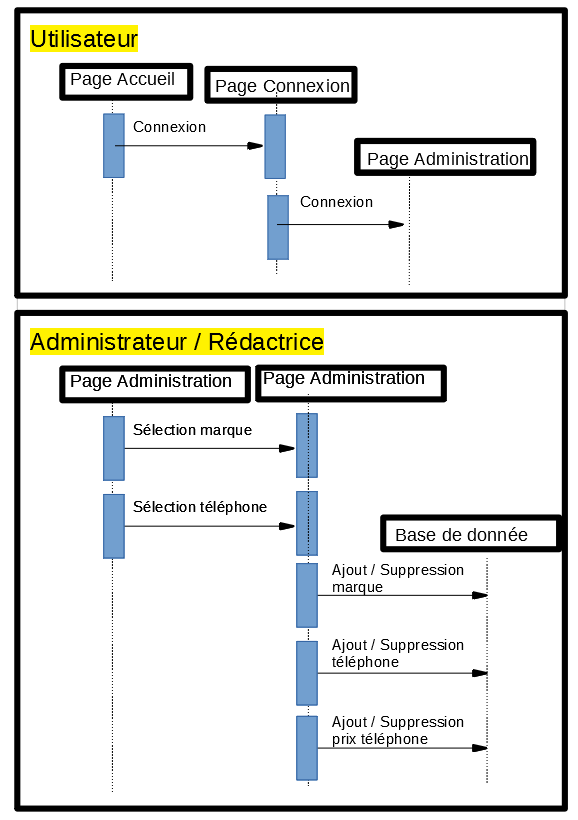 Utilisateur
Page Accueil
Page Connexion
Connexion
Page Administration
Connexion
Administrateur / Rédactrice
Page Administration
Page Administration
Sélection marque
Sélection téléphone
Base de donnée
Ajout / Suppression
marque
Ajout / Suppression
téléphone
Ajout / Suppression
prix téléphone